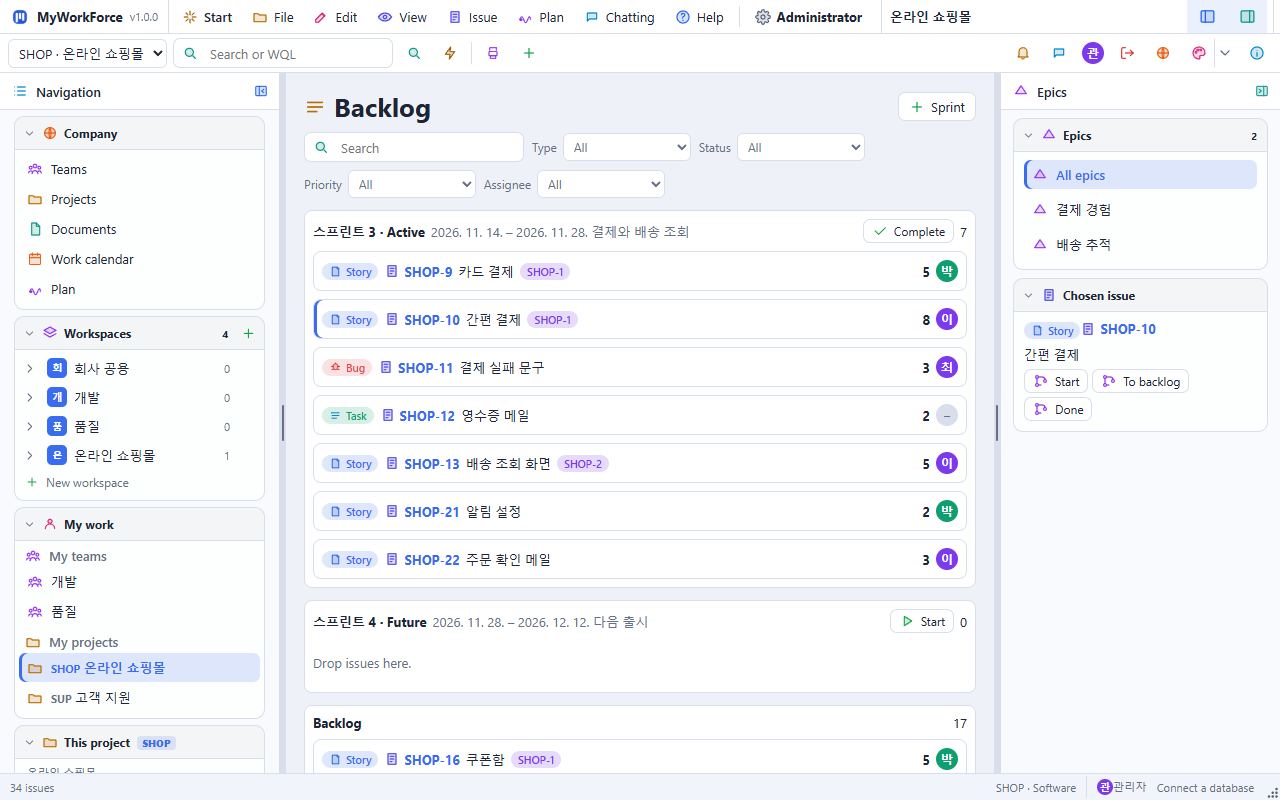 MyWorkForce v1.0.0 Start File Edit View Issue Plan Chatting Help Administrator 온라인 쇼핑몰
SHOP · 온라인 쇼핑몰 Search or WQL 관
Navigation
Company
Teams
Projects
Documents
Work calendar
Plan
Workspaces 4
회 회사 공용 0
개 개발 0
품 품질 0
온 온라인 쇼핑몰 1
New workspace
My work
My teams
개발
품질
My projects
SHOP 온라인 쇼핑몰
SUP 고객 지원
This project SHOP
온라인 쇼핑몰
Backlog
Sprint
Search Type All Status All
Priority All Assignee All
스프린트 3 · Active 2026. 11. 14. – 2026. 11. 28. 결제와 배송 조회 Complete 7
Story SHOP-9 카드 결제 SHOP-1 5 박
Story SHOP-10 간편 결제 SHOP-1 8 이
Bug SHOP-11 결제 실패 문구 3 최
Task SHOP-12 영수증 메일 2 –
Story SHOP-13 배송 조회 화면 SHOP-2 5 이
Story SHOP-21 알림 설정 2 박
Story SHOP-22 주문 확인 메일 3 이
스프린트 4 · Future 2026. 11. 28. – 2026. 12. 12. 다음 출시 Start 0
Drop issues here.
Backlog 17
Story SHOP-16 쿠폰함 SHOP-1 5 박
Epics
Epics 2
All epics
결제 경험
배송 추적
Chosen issue
Story SHOP-10
간편 결제
Start To backlog
Done
34 issues SHOP · Software 관 관리자 Connect a database